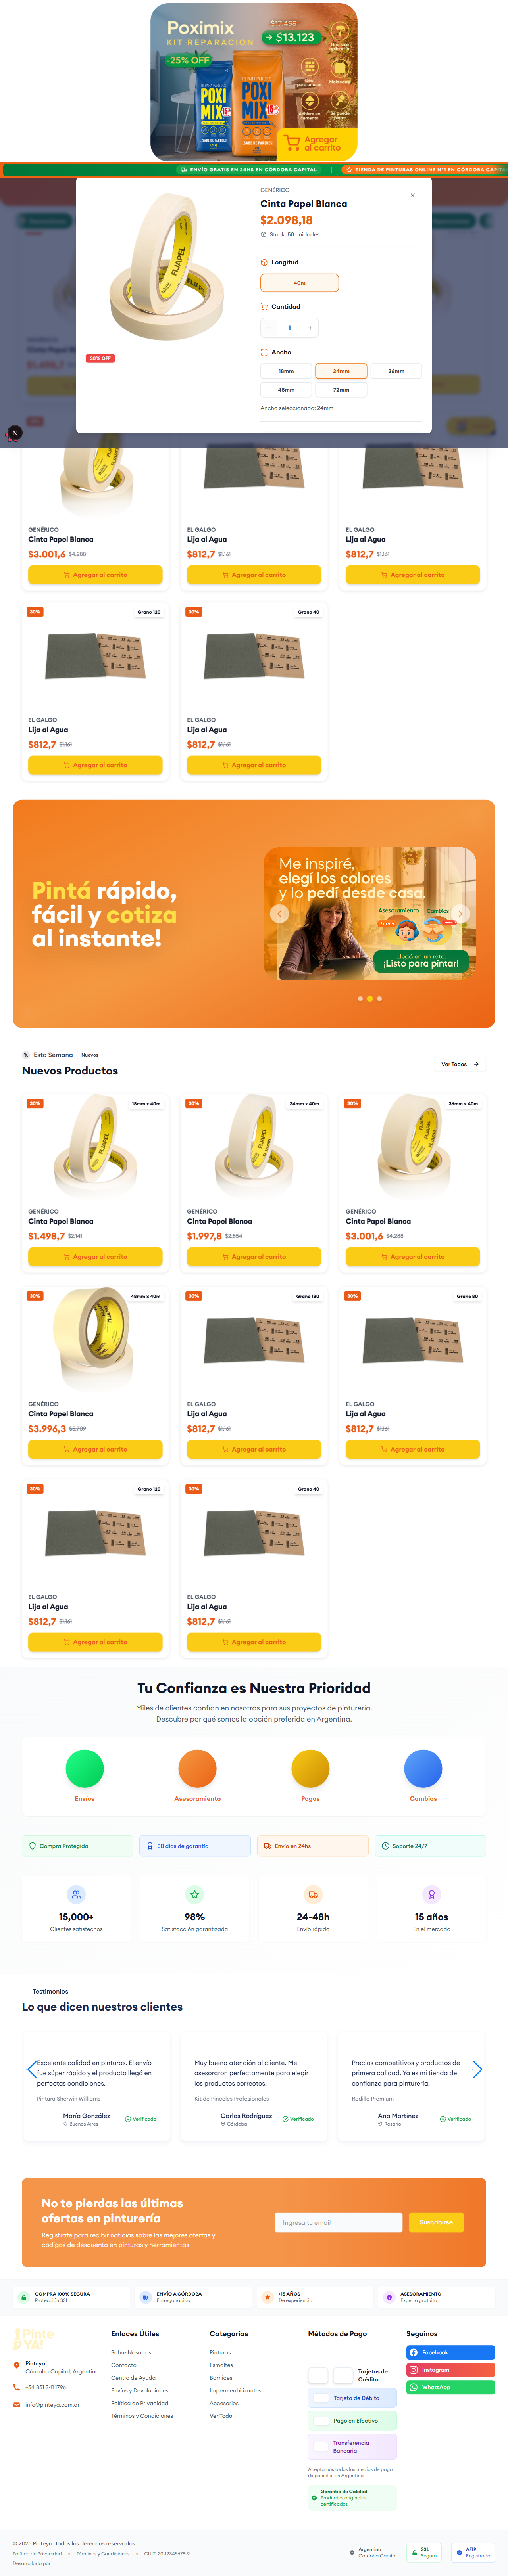 Poximix
KIT REPARACIÓN
$17.498
→ $13.123
-25% OFF
POXI
MIX
POXI
MIX
Agregar
al carrito
ENVÍO GRATIS EN 24HS EN CÓRDOBA CAPITAL
TIENDA DE PINTURAS ONLINE N°1 EN CÓRDOBA CAPITAL
GENÉRICO
Cinta Papel Blanca
$2.098,18
Stock: 50 unidades
Longitud
40m
Cantidad
1
30% OFF
Ancho
18mm
24mm
36mm
48mm
72mm
Ancho seleccionado: 24mm
GENÉRICO
Cinta Papel Blanca
$3.001,6 $4.288
Agregar al carrito
EL GALGO
Lija al Agua
$812,7 $1.161
Agregar al carrito
EL GALGO
Lija al Agua
$812,7 $1.161
Agregar al carrito
30%
Grano 120
EL GALGO
Lija al Agua
$812,7 $1.161
Agregar al carrito
30%
Grano 40
EL GALGO
Lija al Agua
$812,7 $1.161
Agregar al carrito
Pintá rápido,
fácil y cotiza
al instante!
Me inspiré,
elegí los colores
y lo pedí desde casa.
Asesoramiento
Cambios
Llegó en un rato.
¡Listo para pintar!
Esta Semana
Nuevos
Nuevos Productos
Ver Todos
30%
18mm x 40m
GENÉRICO
Cinta Papel Blanca
$1.498,7 $2.141
Agregar al carrito
30%
24mm x 40m
GENÉRICO
Cinta Papel Blanca
$1.997,8 $2.854
Agregar al carrito
30%
36mm x 40m
GENÉRICO
Cinta Papel Blanca
$3.001,6 $4.288
Agregar al carrito
30%
48mm x 40m
GENÉRICO
Cinta Papel Blanca
$3.996,3 $5.709
Agregar al carrito
30%
Grano 180
EL GALGO
Lija al Agua
$812,7 $1.161
Agregar al carrito
30%
Grano 80
EL GALGO
Lija al Agua
$812,7 $1.161
Agregar al carrito
30%
Grano 120
EL GALGO
Lija al Agua
$812,7 $1.161
Agregar al carrito
30%
Grano 40
EL GALGO
Lija al Agua
$812,7 $1.161
Agregar al carrito
Tu Confianza es Nuestra Prioridad
Miles de clientes confían en nosotros para sus proyectos de pinturería.
Descubre por qué somos la opción preferida en Argentina.
Envíos
Asesoramiento
Pagos
Cambios
Compra Protegida
30 días de garantía
Envío en 24hs
Soporte 24/7
15,000+
Clientes satisfechos
98%
Satisfacción garantizada
24-48h
Envío rápido
15 años
En el mercado
Testimonios
Lo que dicen nuestros clientes
Excelente calidad en pinturas. El envío
fue súper rápido y el producto llegó en
perfectas condiciones.
Pintura Sherwin Williams
María González
Buenos Aires
Verificado
Muy buena atención al cliente. Me
asesoraron perfectamente para elegir
los productos correctos.
Kit de Pinceles Profesionales
Carlos Rodríguez
Córdoba
Verificado
Precios competitivos y productos de
primera calidad. Ya es mi tienda de
confianza para pinturería.
Rodillo Premium
Ana Martínez
Rosario
Verificado
No te pierdas las últimas
ofertas en pinturería
Regístrate para recibir noticias sobre las mejores ofertas y
códigos de descuento en pinturas y herramientas
Ingresa tu email
Suscribirse
COMPRA 100% SEGURA
Protección SSL
ENVÍO A CÓRDOBA
Entrega rápida
+15 AÑOS
De experiencia
ASESORAMIENTO
Experto gratuito
Pinte
YA!
Pinteya
Córdoba Capital, Argentina
+54 351 341 1796
info@pinteya.com.ar
Enlaces Útiles
Sobre Nosotros
Contacto
Centro de Ayuda
Envíos y Devoluciones
Política de Privacidad
Términos y Condiciones
Categorías
Pinturas
Esmaltes
Barnices
Impermeabilizantes
Accesorios
Ver Todo
Métodos de Pago
Tarjetas de
Crédito
Tarjeta de Débito
Pago en Efectivo
Transferencia
Bancaria
Aceptamos todos los medios de pago
disponibles en Argentina
Garantía de Calidad
Productos originales
certificados
Seguinos
Facebook
Instagram
WhatsApp
© 2025 Pinteya. Todos los derechos reservados.
Política de Privacidad • Términos y Condiciones • CUIT: 20-12345678-9
Desarrollado por
Argentina
Córdoba Capital
SSL
Seguro
AFIP
Registrado